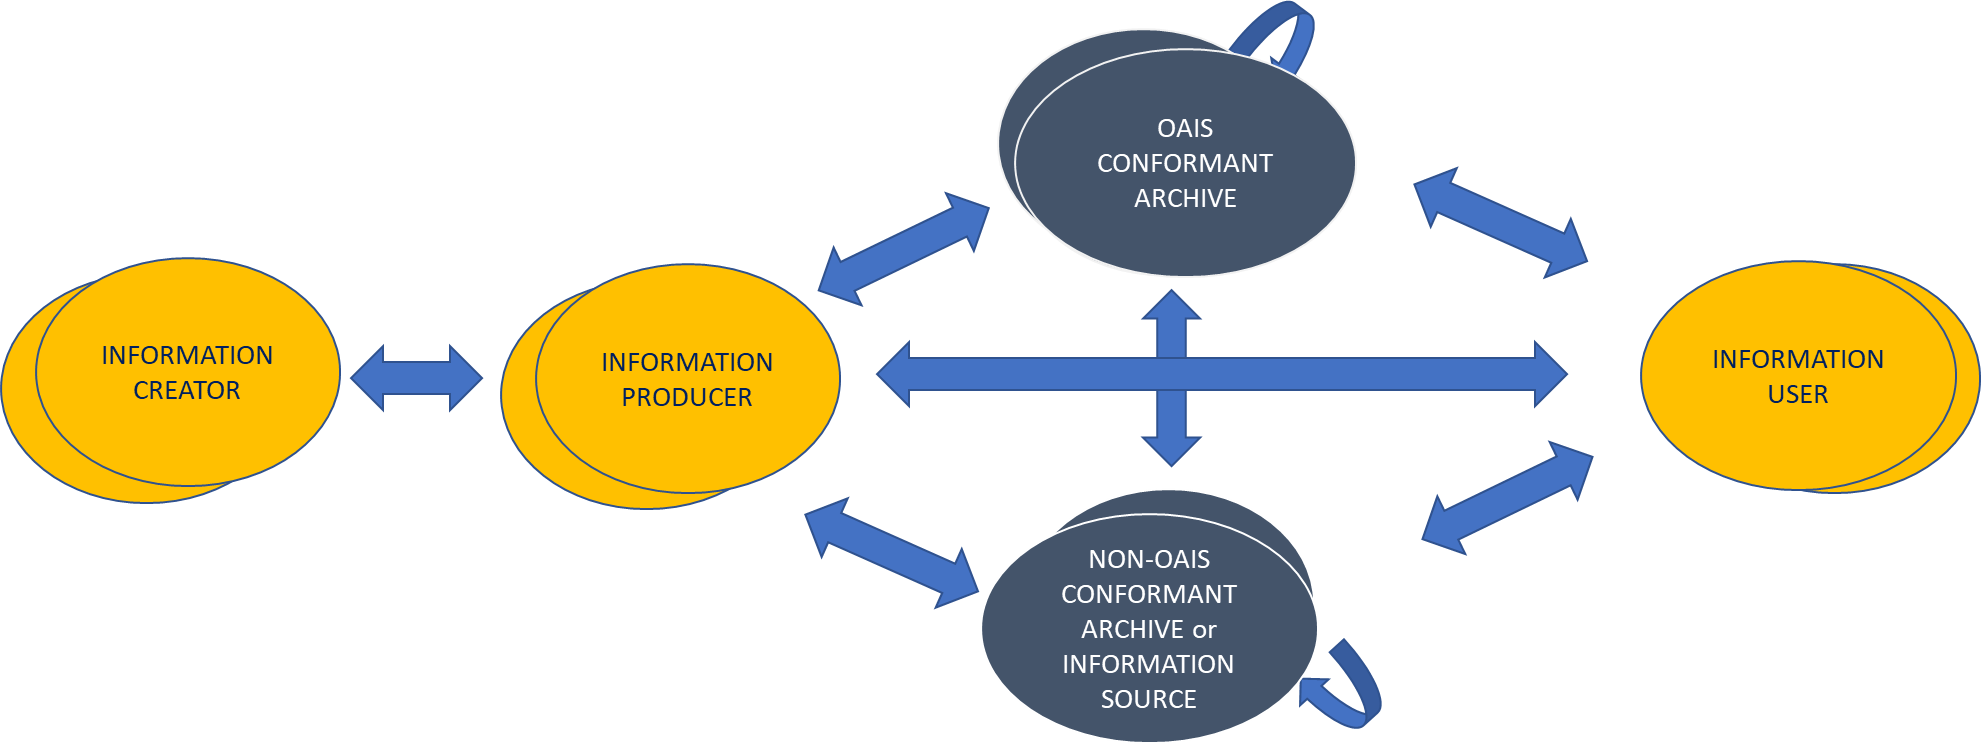 OAIS
CONFORMANT
ARCHIVE
INFORMATION
CREATOR
INFORMATION
PRODUCER
INFORMATION
USER
NON-OAIS
CONFORMANT
ARCHIVE or
INFORMATION
SOURCE